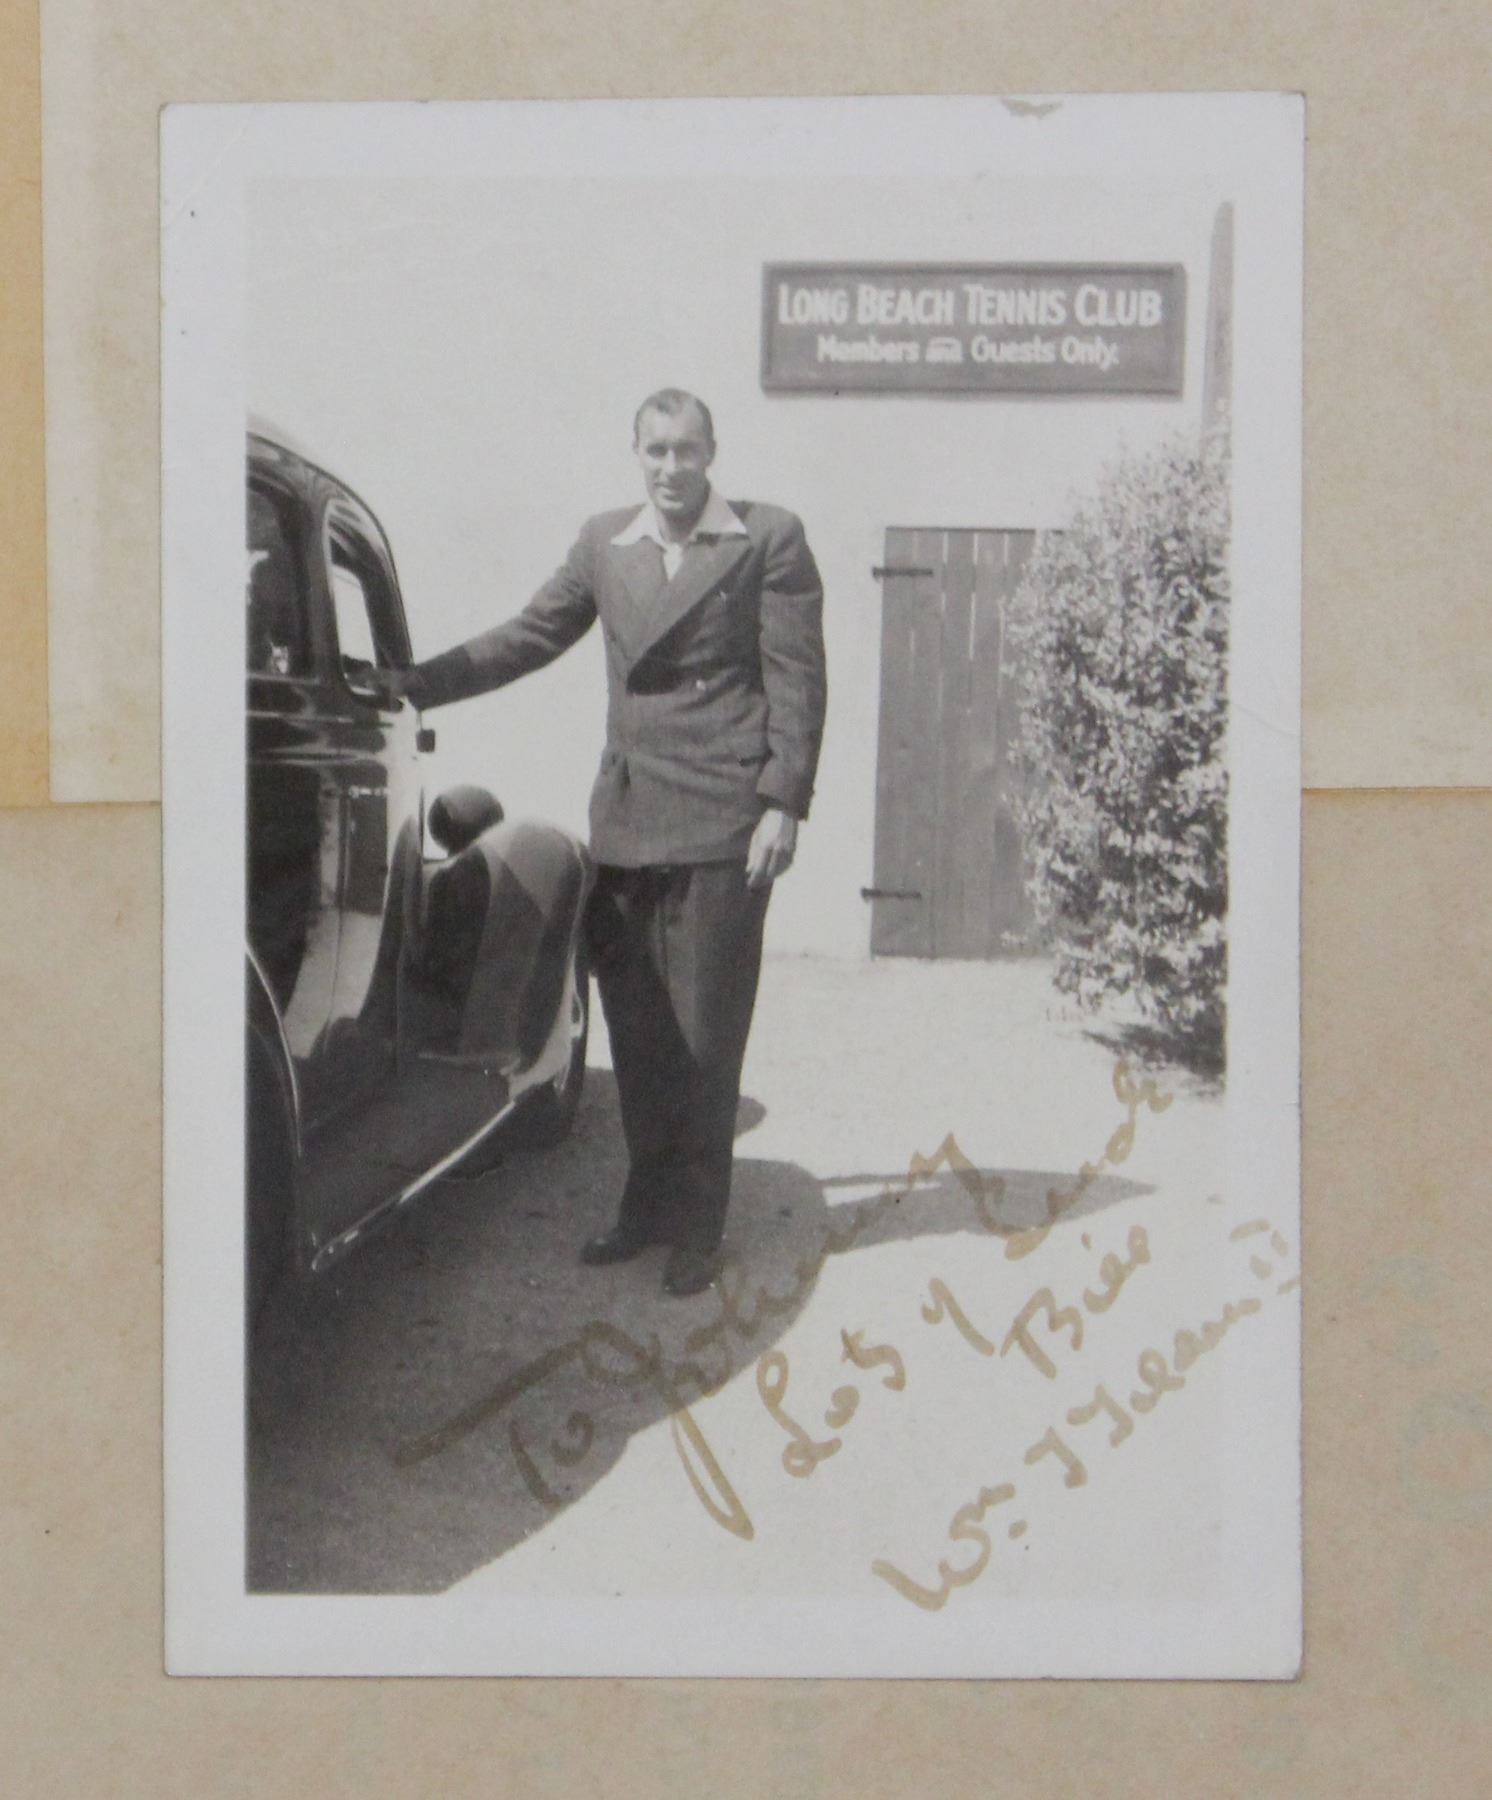 LONG BEACH TENNIS CLUB
Members and Guests Only.
To Johnny
Lots of Luck
Bill
Wm T Tilden II